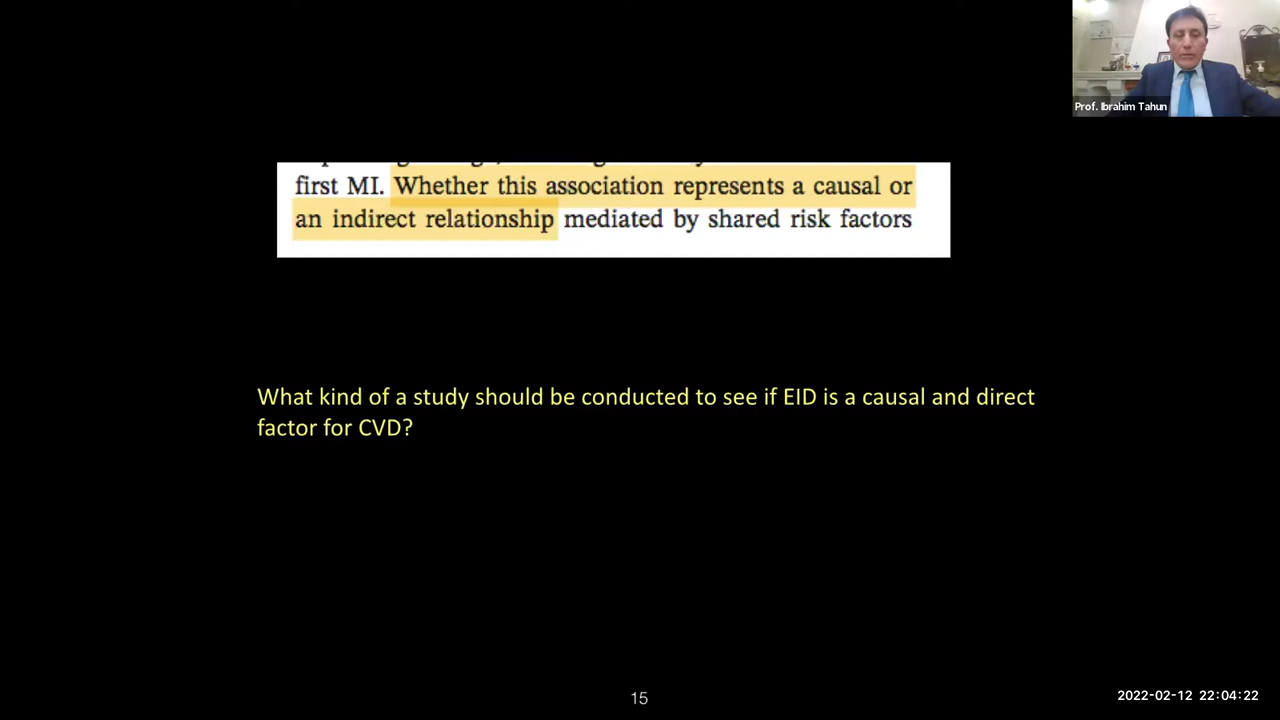 Prof. Ibrahim Tahun
first MI. Whether this association represents a causal or
an indirect relationship mediated by shared risk factors
What kind of a study should be conducted to see if EID is a causal and direct
factor for CVD?
15
2022-02-12 22:04:22